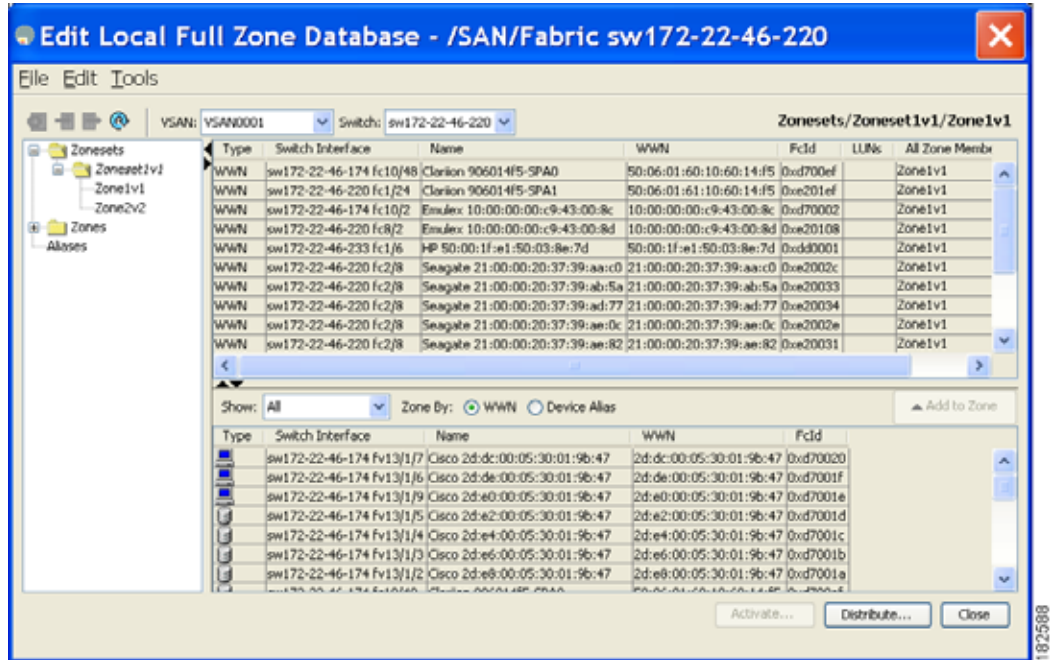 Edit Local Full Zone Database - /SAN/Fabric sw172-22-46-220
File Edit Tools
VSAN: VSAN0001 Switch: sw172-22-46-220 Zonesets/Zoneset1v1/Zone1v1
Zonesets
Zoneset1v1
Zone1v1
Zone2v2
Zones
Aliases
Type Switch Interface Name WWN FcId LUNs All Zone Membe
WWN sw172-22-46-174 fc10/48 Clariion 906014f5-SPA0 50:06:01:60:10:60:14:f5 0xd700ef Zone1v1
WWN sw172-22-46-220 fc1/24 Clariion 906014f5-SPA1 50:06:01:61:10:60:14:f5 0xe201ef Zone1v1
WWN sw172-22-46-174 fc10/2 Emulex 10:00:00:00:c9:43:00:8c 10:00:00:00:c9:43:00:8c 0xd70002 Zone1v1
WWN sw172-22-46-220 fc8/2 Emulex 10:00:00:00:c9:43:00:8d 10:00:00:00:c9:43:00:8d 0xe20108 Zone1v1
WWN sw172-22-46-233 fc1/6 HP 50:00:1f:e1:50:03:8e:7d 50:00:1f:e1:50:03:8e:7d 0xdd0001 Zone1v1
WWN sw172-22-46-220 fc2/8 Seagate 21:00:00:20:37:39:aa:c0 21:00:00:20:37:39:aa:c0 0xe2002c Zone1v1
WWN sw172-22-46-220 fc2/8 Seagate 21:00:00:20:37:39:ab:5a 21:00:00:20:37:39:ab:5a 0xe20033 Zone1v1
WWN sw172-22-46-220 fc2/8 Seagate 21:00:00:20:37:39:ad:77 21:00:00:20:37:39:ad:77 0xe20034 Zone1v1
WWN sw172-22-46-220 fc2/8 Seagate 21:00:00:20:37:39:ae:0c 21:00:00:20:37:39:ae:0c 0xe2002e Zone1v1
WWN sw172-22-46-220 fc2/8 Seagate 21:00:00:20:37:39:ae:82 21:00:00:20:37:39:ae:82 0xe20031 Zone1v1
Show: All Zone By: WWN Device Alias Add to Zone
Type Switch Interface Name WWN FcId
sw172-22-46-174 fv13/1/7 Cisco 2d:dc:00:05:30:01:9b:47 2d:dc:00:05:30:01:9b:47 0xd70020
sw172-22-46-174 fv13/1/6 Cisco 2d:de:00:05:30:01:9b:47 2d:de:00:05:30:01:9b:47 0xd7001f
sw172-22-46-174 fv13/1/9 Cisco 2d:e0:00:05:30:01:9b:47 2d:e0:00:05:30:01:9b:47 0xd7001e
sw172-22-46-174 fv13/1/5 Cisco 2d:e2:00:05:30:01:9b:47 2d:e2:00:05:30:01:9b:47 0xd7001d
sw172-22-46-174 fv13/1/4 Cisco 2d:e4:00:05:30:01:9b:47 2d:e4:00:05:30:01:9b:47 0xd7001c
sw172-22-46-174 fv13/1/3 Cisco 2d:e6:00:05:30:01:9b:47 2d:e6:00:05:30:01:9b:47 0xd7001b
sw172-22-46-174 fv13/1/2 Cisco 2d:e8:00:05:30:01:9b:47 2d:e8:00:05:30:01:9b:47 0xd7001a
Activate... Distribute... Close
182588